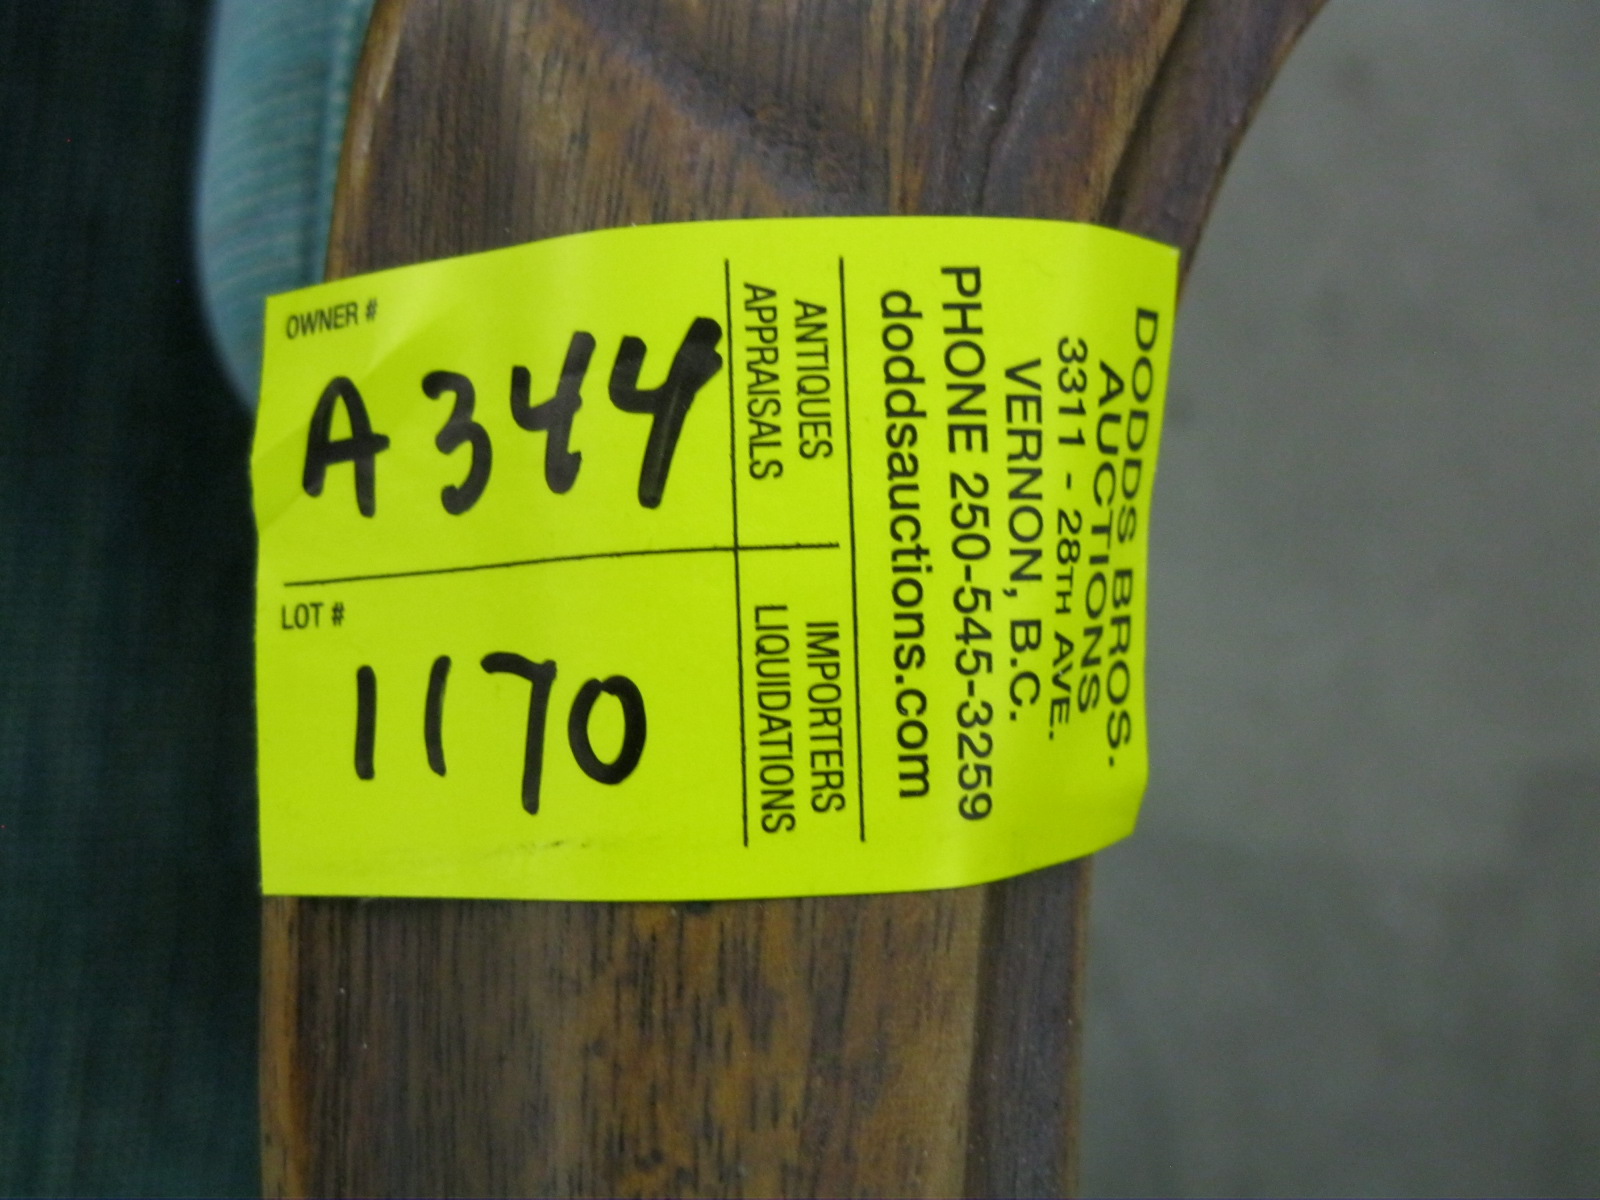 DODDS BROS.
AUCTIONS
3311 - 28TH AVE.
VERNON, B.C.
PHONE 250-545-3259
doddsauctions.com
ANTIQUES
APPRAISALS
IMPORTERS
LIQUIDATIONS
OWNER #
A344
LOT #
1170